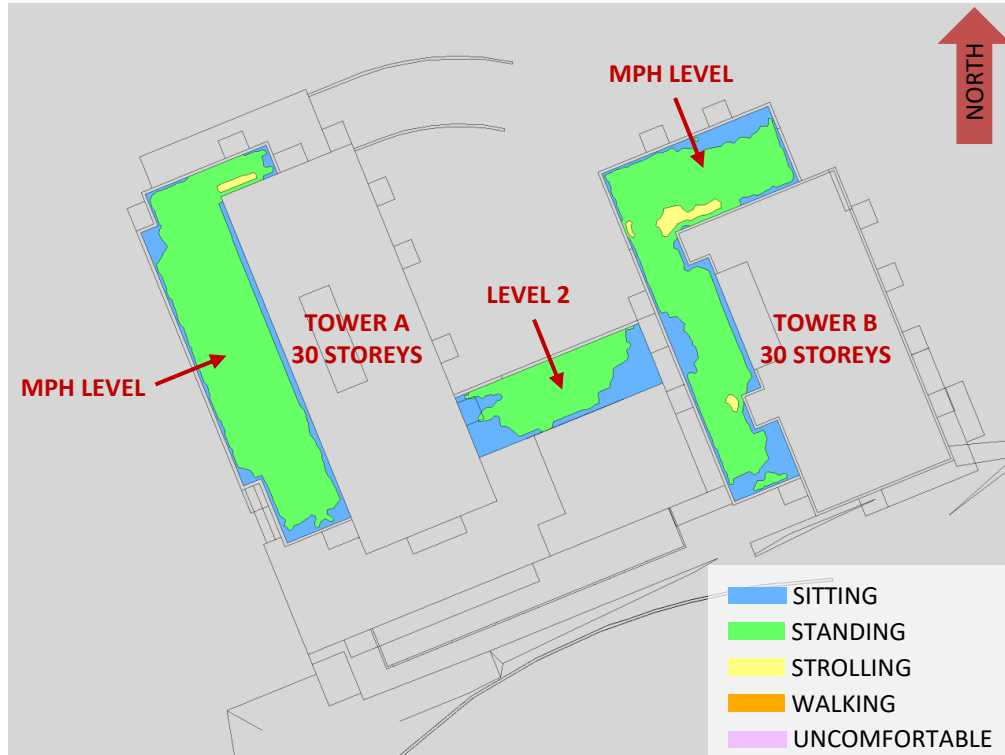 NORTH
MPH LEVEL
LEVEL 2
TOWER A
30 STOREYS
TOWER B
30 STOREYS
MPH LEVEL
SITTING
STANDING
STROLLING
WALKING
UNCOMFORTABLE